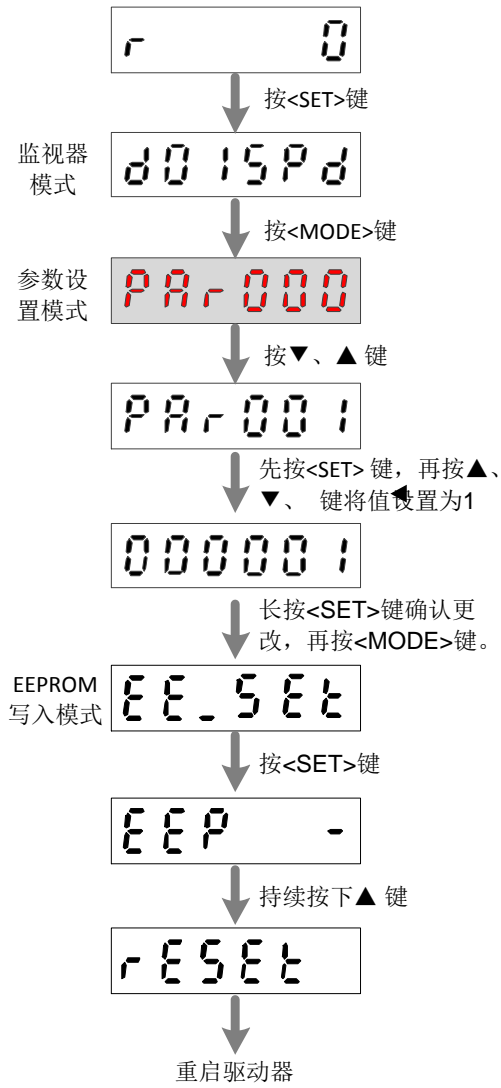 r 0
按<SET>键
监视器
模式
d01SPd
按<MODE>键
参数设
置模式
PAr000
按▼、▲ 键
PAr001
先按<SET> 键，再按▲、
▼、 ◀键将值设置为1
000001
长按<SET>键确认更
改，再按<MODE>键。
EEPROM
写入模式
EE_SEt
按<SET>键
EEP -
持续按下▲ 键
rESEt
重启驱动器